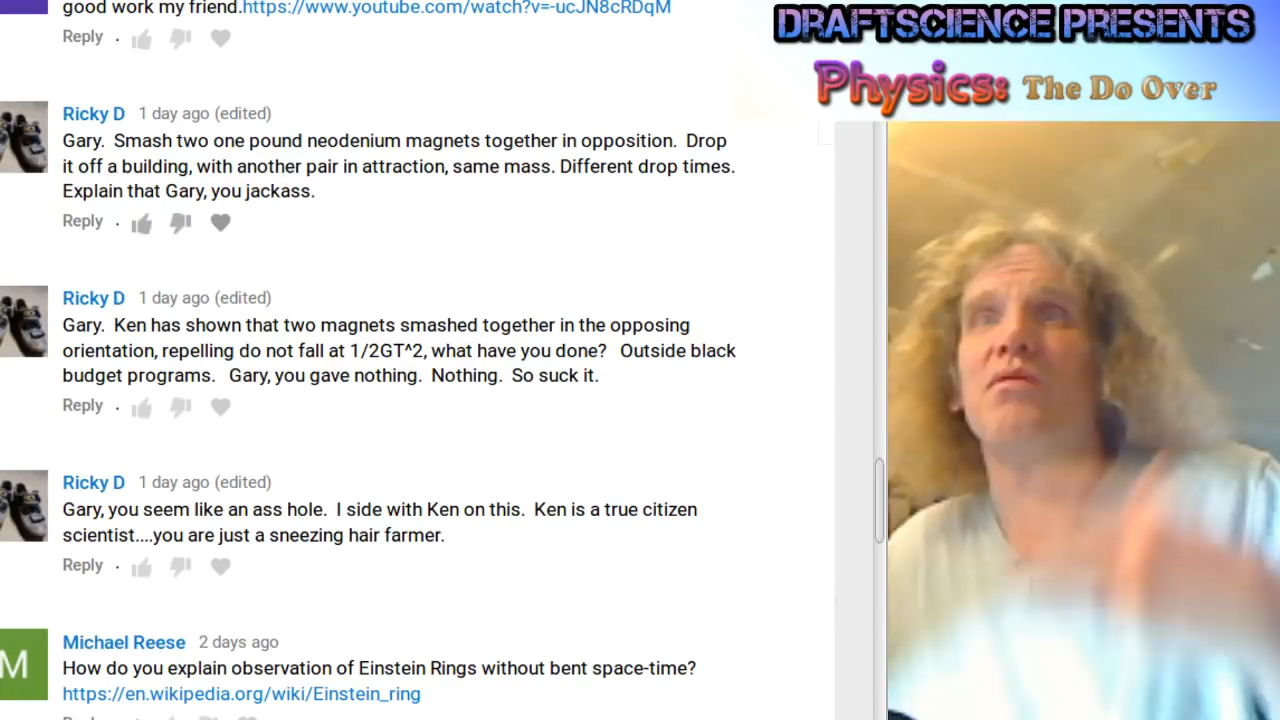 good work my friend.https://www.youtube.com/watch?v=-ucJN8cRDqM
Reply .
DRAFTSCIENCE PRESENTS
Physics: The Do Over
Ricky D 1 day ago (edited)
Gary. Smash two one pound neodenium magnets together in opposition. Drop
it off a building, with another pair in attraction, same mass. Different drop times.
Explain that Gary, you jackass.
Reply .
Ricky D 1 day ago (edited)
Gary. Ken has shown that two magnets smashed together in the opposing
orientation, repelling do not fall at 1/2GT^2, what have you done? Outside black
budget programs. Gary, you gave nothing. Nothing. So suck it.
Reply .
Ricky D 1 day ago (edited)
Gary, you seem like an ass hole. I side with Ken on this. Ken is a true citizen
scientist....you are just a sneezing hair farmer.
Reply .
M
Michael Reese 2 days ago
How do you explain observation of Einstein Rings without bent space-time?
https://en.wikipedia.org/wiki/Einstein_ring